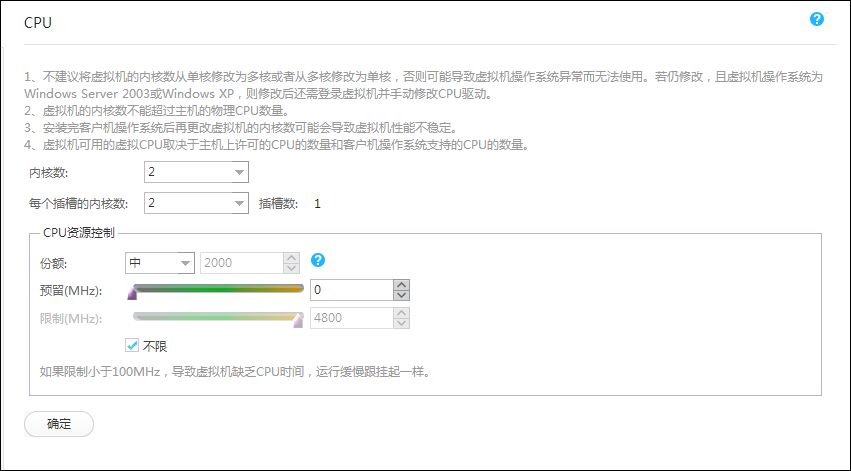 CPU
1、不建议将虚拟机的内核数从单核修改为多核或者从多核修改为单核，否则可能导致虚拟机操作系统异常而无法使用。若仍修改，且虚拟机操作系统为
Windows Server 2003或Windows XP，则修改后还需登录虚拟机并手动修改CPU驱动。
2、虚拟机的内核数不能超过主机的物理CPU数量。
3、安装完客户机操作系统后再更改虚拟机的内核数可能会导致虚拟机性能不稳定。
4、虚拟机可用的虚拟CPU取决于主机上许可的CPU的数量和客户机操作系统支持的CPU的数量。
内核数: 2
每个插槽的内核数: 2 插槽数: 1
CPU资源控制
份额: 中 2000
预留(MHz): 0
限制(MHz): 4800
不限
如果限制小于100MHz，导致虚拟机缺乏CPU时间，运行缓慢跟挂起一样。
确定